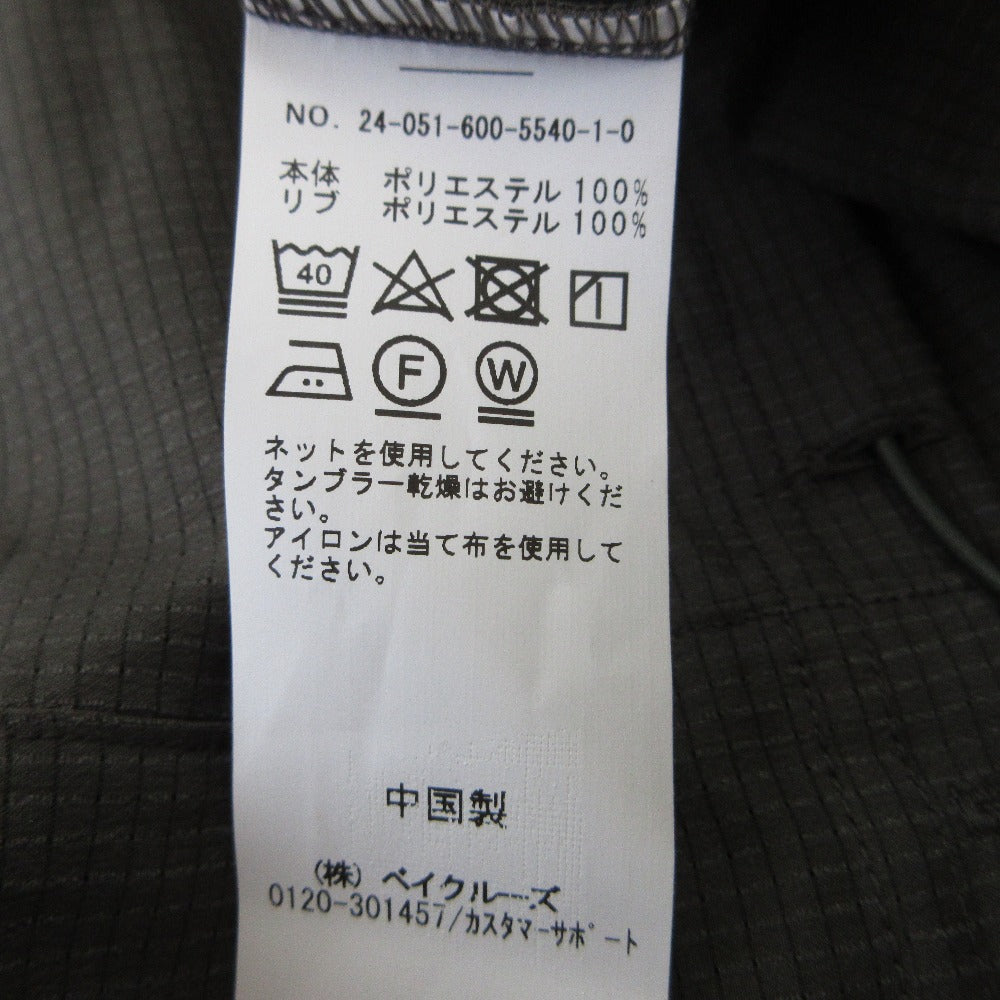 NO. 24-051-600-5540-1-0
本体 ポリエステル 100%
リブ ポリエステル 100%
40
F W
ネットを使用してください。
タンブラー乾燥はお避けくだ
さい。
アイロンは当て布を使用して
ください。
中国製
(株) ベイクルーズ
0120-301457/カスタマーサポート